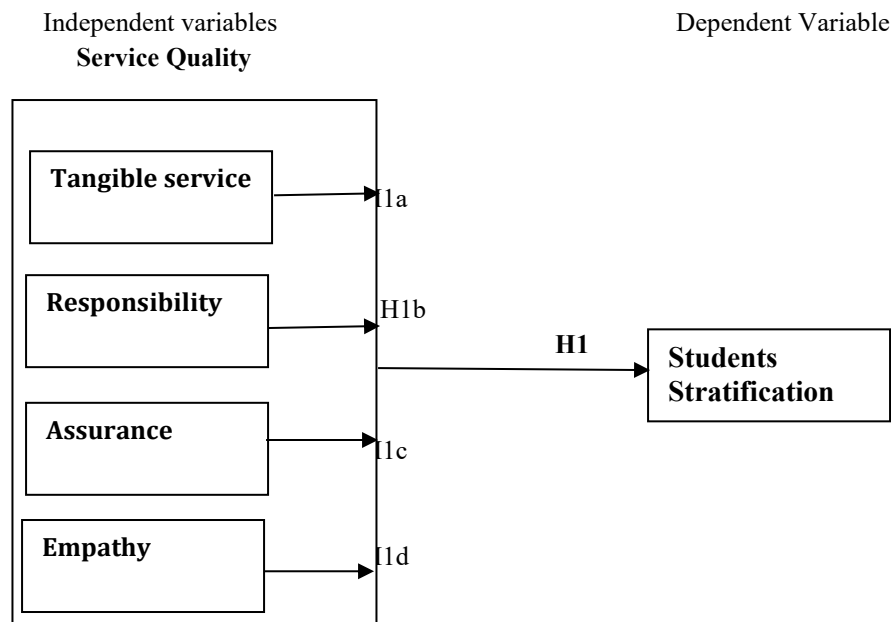 Independent variables
Dependent Variable
Service Quality
Tangible service
I1a
Responsibility
H1b
H1
Students
Stratification
Assurance
I1c
Empathy
I1d